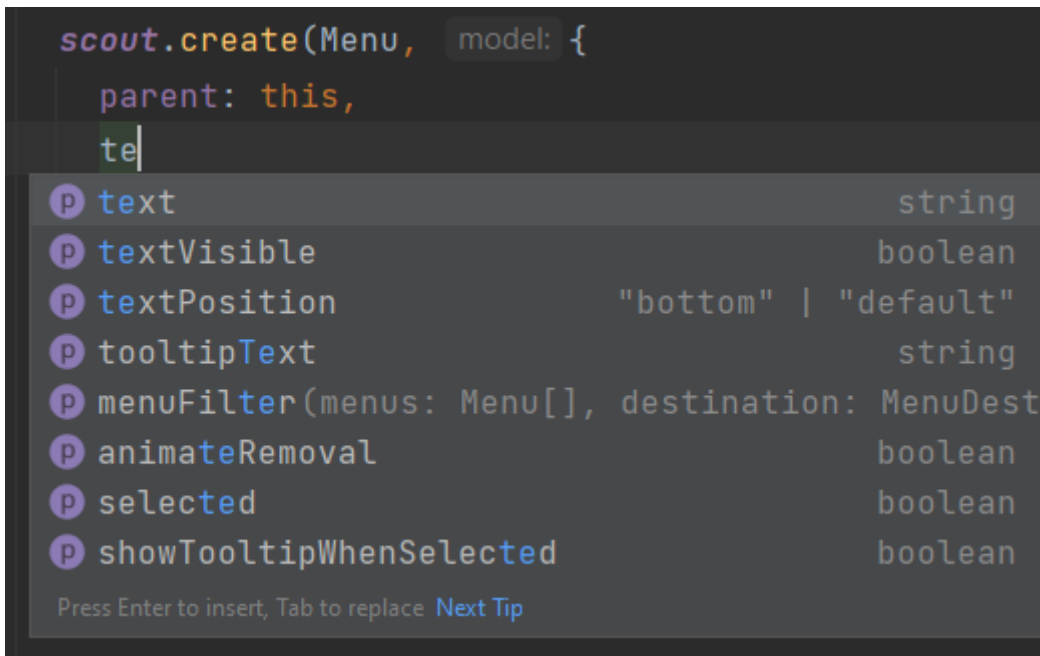 scout.create(Menu, model: {
parent: this,
te
p text string
p textVisible boolean
p textPosition "bottom" | "default"
p tooltipText string
p menuFilter(menus: Menu[], destination: MenuDest
p animateRemoval boolean
p selected boolean
p showTooltipWhenSelected boolean
Press Enter to insert, Tab to replace Next Tip